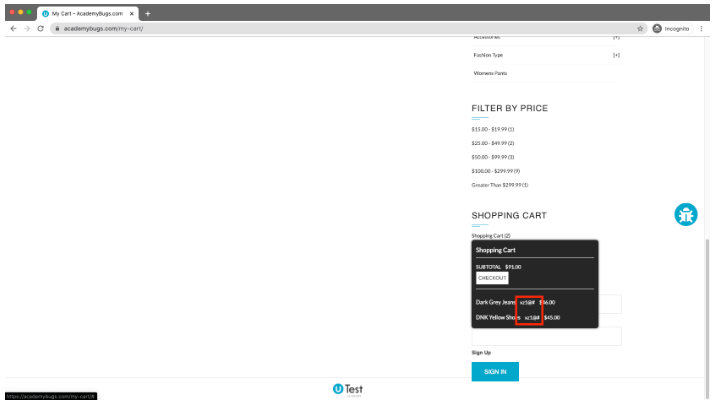 My Cart – AcademyBugs.com
academybugs.com/my-cart/
Incognito
Accessories [+]
Fashion Type [+]
Womens Pants
FILTER BY PRICE
$15.00 - $19.99 (1)
$25.00 - $49.99 (2)
$50.00 - $99.99 (3)
$100.00 - $299.99 (9)
Greater Than $299.99 (1)
SHOPPING CART
Shopping Cart (2)
Shopping Cart
SUBTOTAL $91.00
CHECKOUT
Dark Grey Jeans xz1@# $46.00
DNK Yellow Shoes xz1@# $45.00
Sign Up
SIGN IN
https://academybugs.com/my-cart/#
uTest